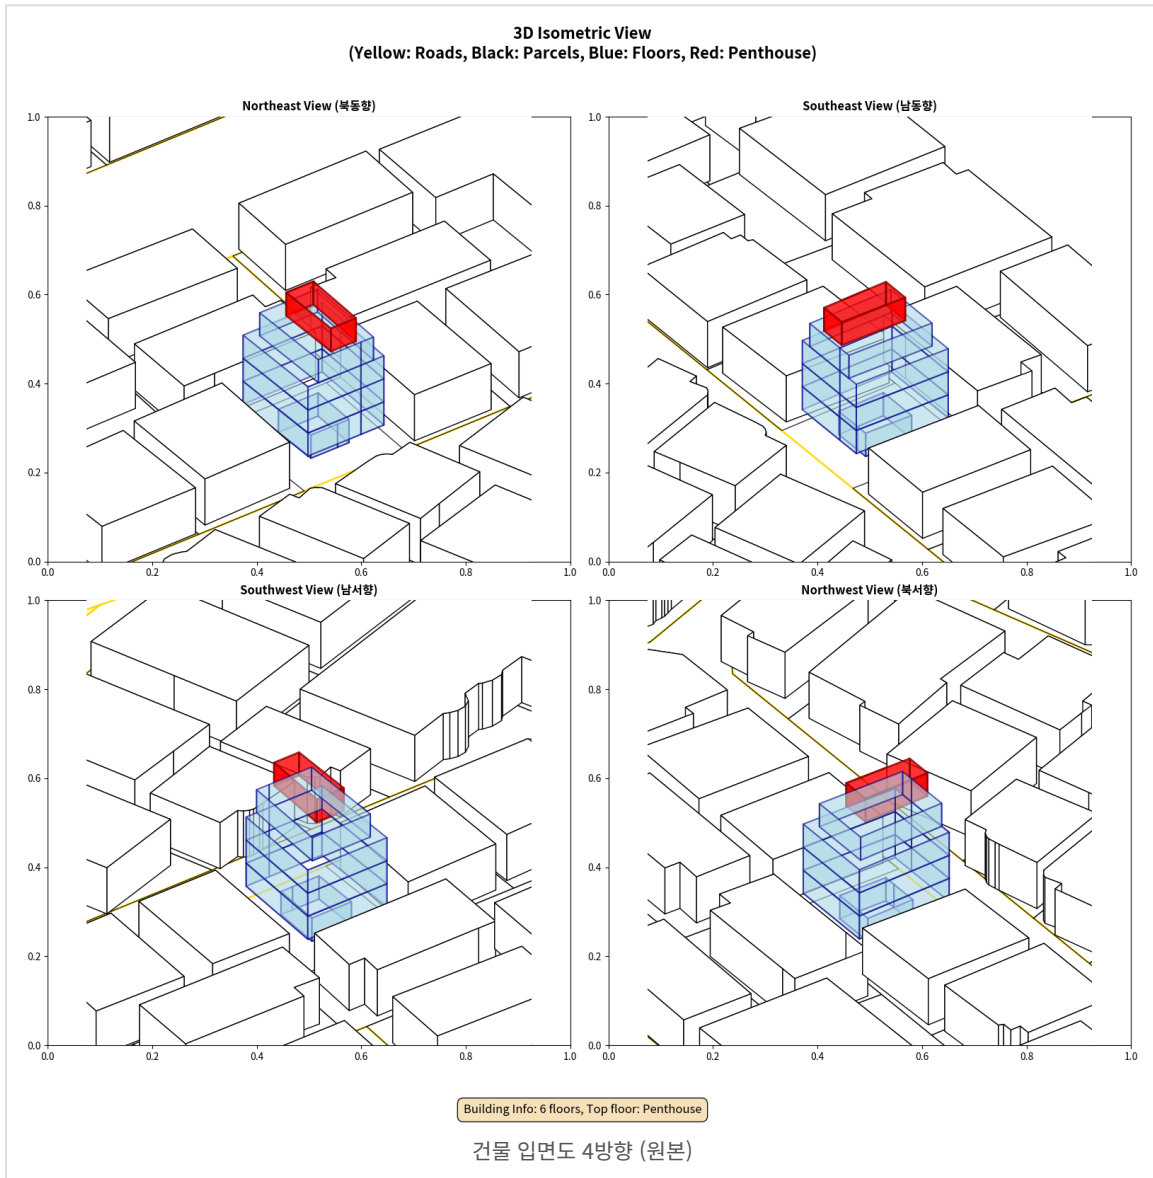 3D Isometric View
(Yellow: Roads, Black: Parcels, Blue: Floors, Red: Penthouse)
Northeast View (북동향)
1.0
0.8
0.6
0.4
0.2
0.0
0.0 0.2 0.4 0.6 0.8 1.0
Southeast View (남동향)
1.0
0.8
0.6
0.4
0.2
0.0
0.0 0.2 0.4 0.6 0.8 1.0
Southwest View (남서향)
1.0
0.8
0.6
0.4
0.2
0.0
0.0 0.2 0.4 0.6 0.8 1.0
Northwest View (북서향)
1.0
0.8
0.6
0.4
0.2
0.0
0.0 0.2 0.4 0.6 0.8 1.0
Building Info: 6 floors, Top floor: Penthouse
건물 입면도 4방향 (원본)